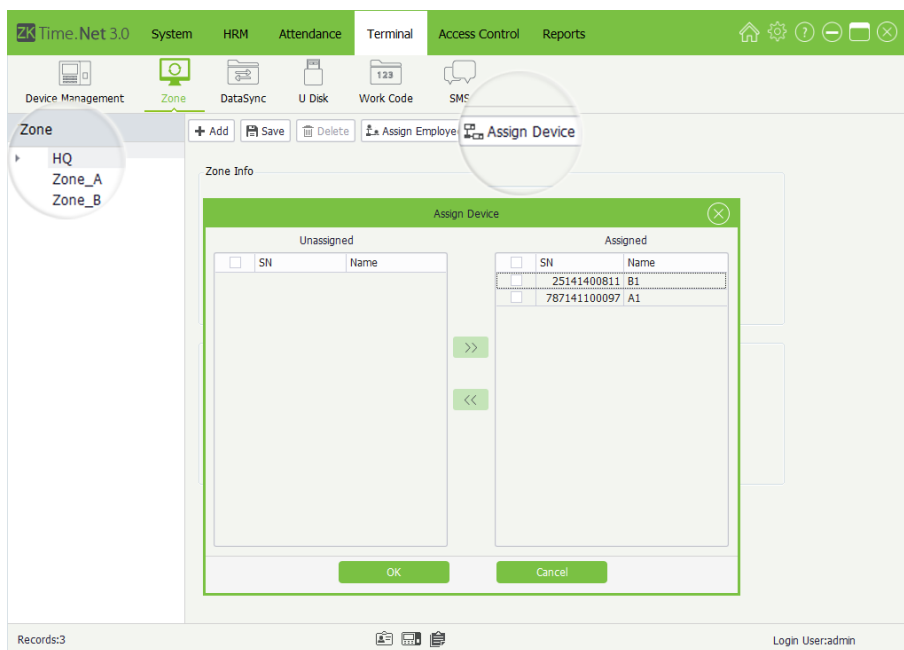 ZK Time.Net 3.0 System HRM Attendance Terminal Access Control Reports
123
Device Management Zone DataSync U Disk Work Code SMS
Zone
Add Save Delete Assign Employe Assign Device
HQ
Zone_A
Zone_B
Zone Info
Assign Device
Unassigned Assigned
SN Name SN Name
25141400811 B1
787141100097 A1
>>
<<
OK Cancel
Records:3 Login User:admin